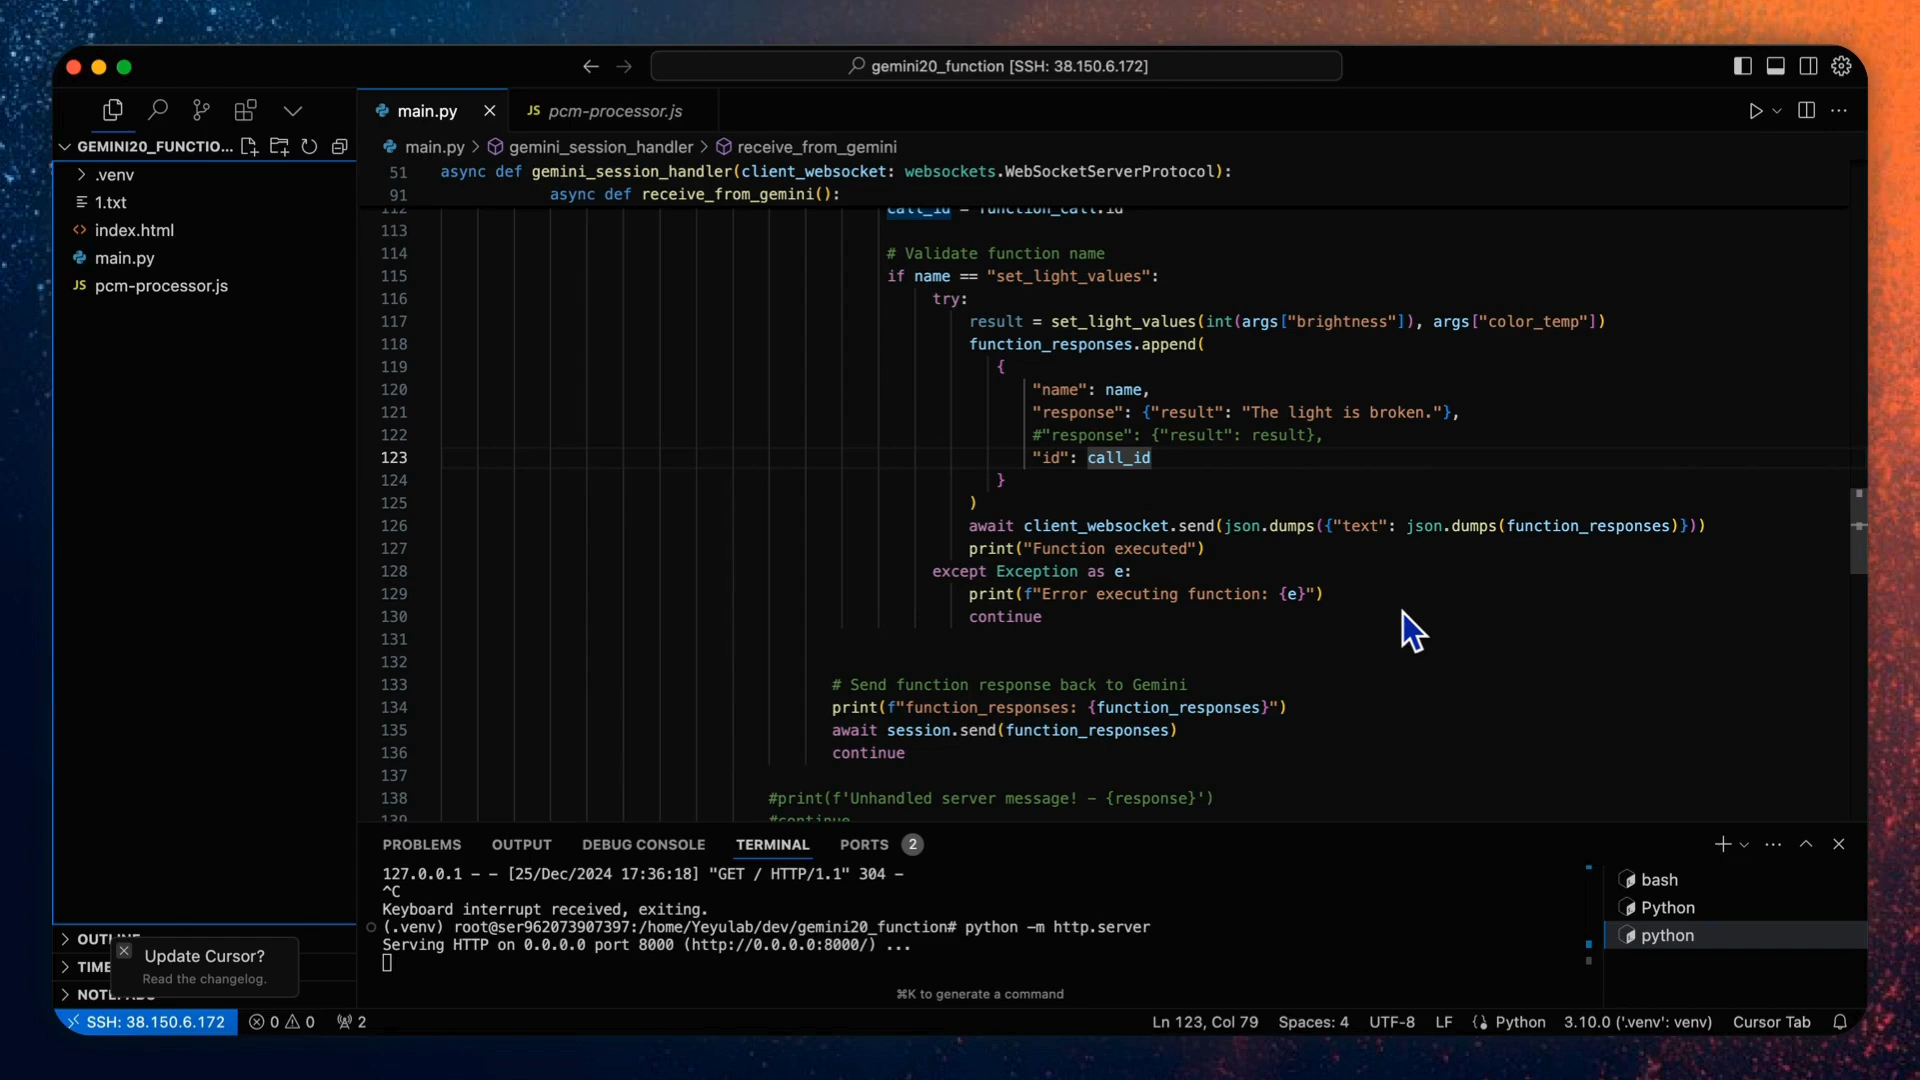 gemini20_function [SSH: 38.150.6.172]
main.py
JS pcm-processor.js
GEMINI20_FUNCTIO...
main.py > gemini_session_handler > receive_from_gemini
.venv
1.txt
index.html
main.py
JS pcm-processor.js
51 async def gemini_session_handler(client_websocket: websockets.WebSocketServerProtocol):
91 async def receive_from_gemini():
112 call_id = function_call.id
113
114 # Validate function name
115 if name == "set_light_values":
116 try:
117 result = set_light_values(int(args["brightness"]), args["color_temp"])
118 function_responses.append(
119 {
120 "name": name,
121 "response": {"result": "The light is broken."},
122 #"response": {"result": result},
123 "id": call_id
124 }
125 )
126 await client_websocket.send(json.dumps({"text": json.dumps(function_responses)}))
127 print("Function executed")
128 except Exception as e:
129 print(f"Error executing function: {e}")
130 continue
131
132
133 # Send function response back to Gemini
134 print(f"function_responses: {function_responses}")
135 await session.send(function_responses)
136 continue
137
138 #print(f'Unhandled server message! - {response}')
139 #continue
PROBLEMS OUTPUT DEBUG CONSOLE TERMINAL PORTS 2
127.0.0.1 - - [25/Dec/2024 17:36:18] "GET / HTTP/1.1" 304 -
^C
Keyboard interrupt received, exiting.
(.venv) root@ser962073907397:/home/Yeyulab/dev/gemini20_function# python -m http.server
Serving HTTP on 0.0.0.0 port 8000 (http://0.0.0.0:8000/) ...
⌘K to generate a command
bash
Python
python
Update Cursor?
Read the changelog.
SSH: 38.150.6.172 0 0 2
Ln 123, Col 79 Spaces: 4 UTF-8 LF Python 3.10.0 ('.venv': venv) Cursor Tab